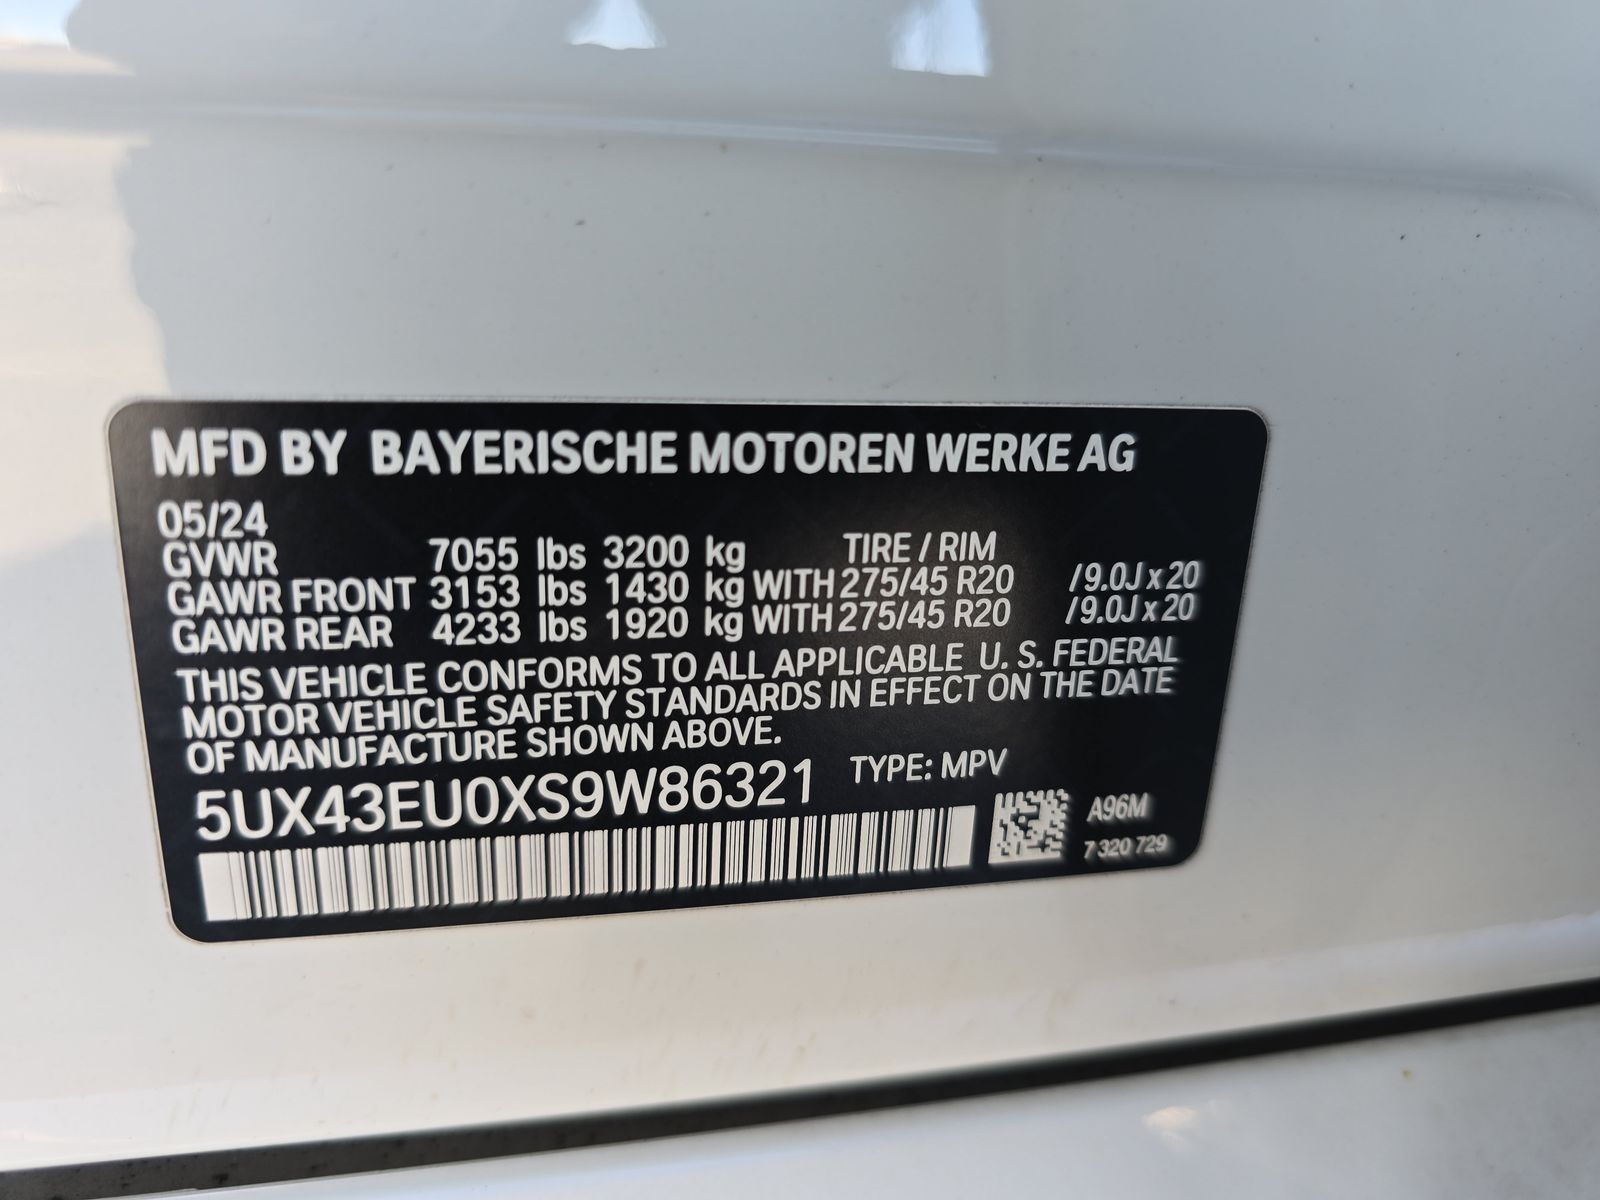 MFD BY BAYERISCHE MOTOREN WERKE AG
05/24
GVWR 7055 lbs 3200 kg TIRE / RIM
GAWR FRONT 3153 lbs 1430 kg WITH 275/45 R20 /9.0J x 20
GAWR REAR 4233 lbs 1920 kg WITH 275/45 R20 /9.0J x 20
THIS VEHICLE CONFORMS TO ALL APPLICABLE U. S. FEDERAL
MOTOR VEHICLE SAFETY STANDARDS IN EFFECT ON THE DATE
OF MANUFACTURE SHOWN ABOVE.
5UX43EU0XS9W86321 TYPE: MPV
A96M
7 320 729